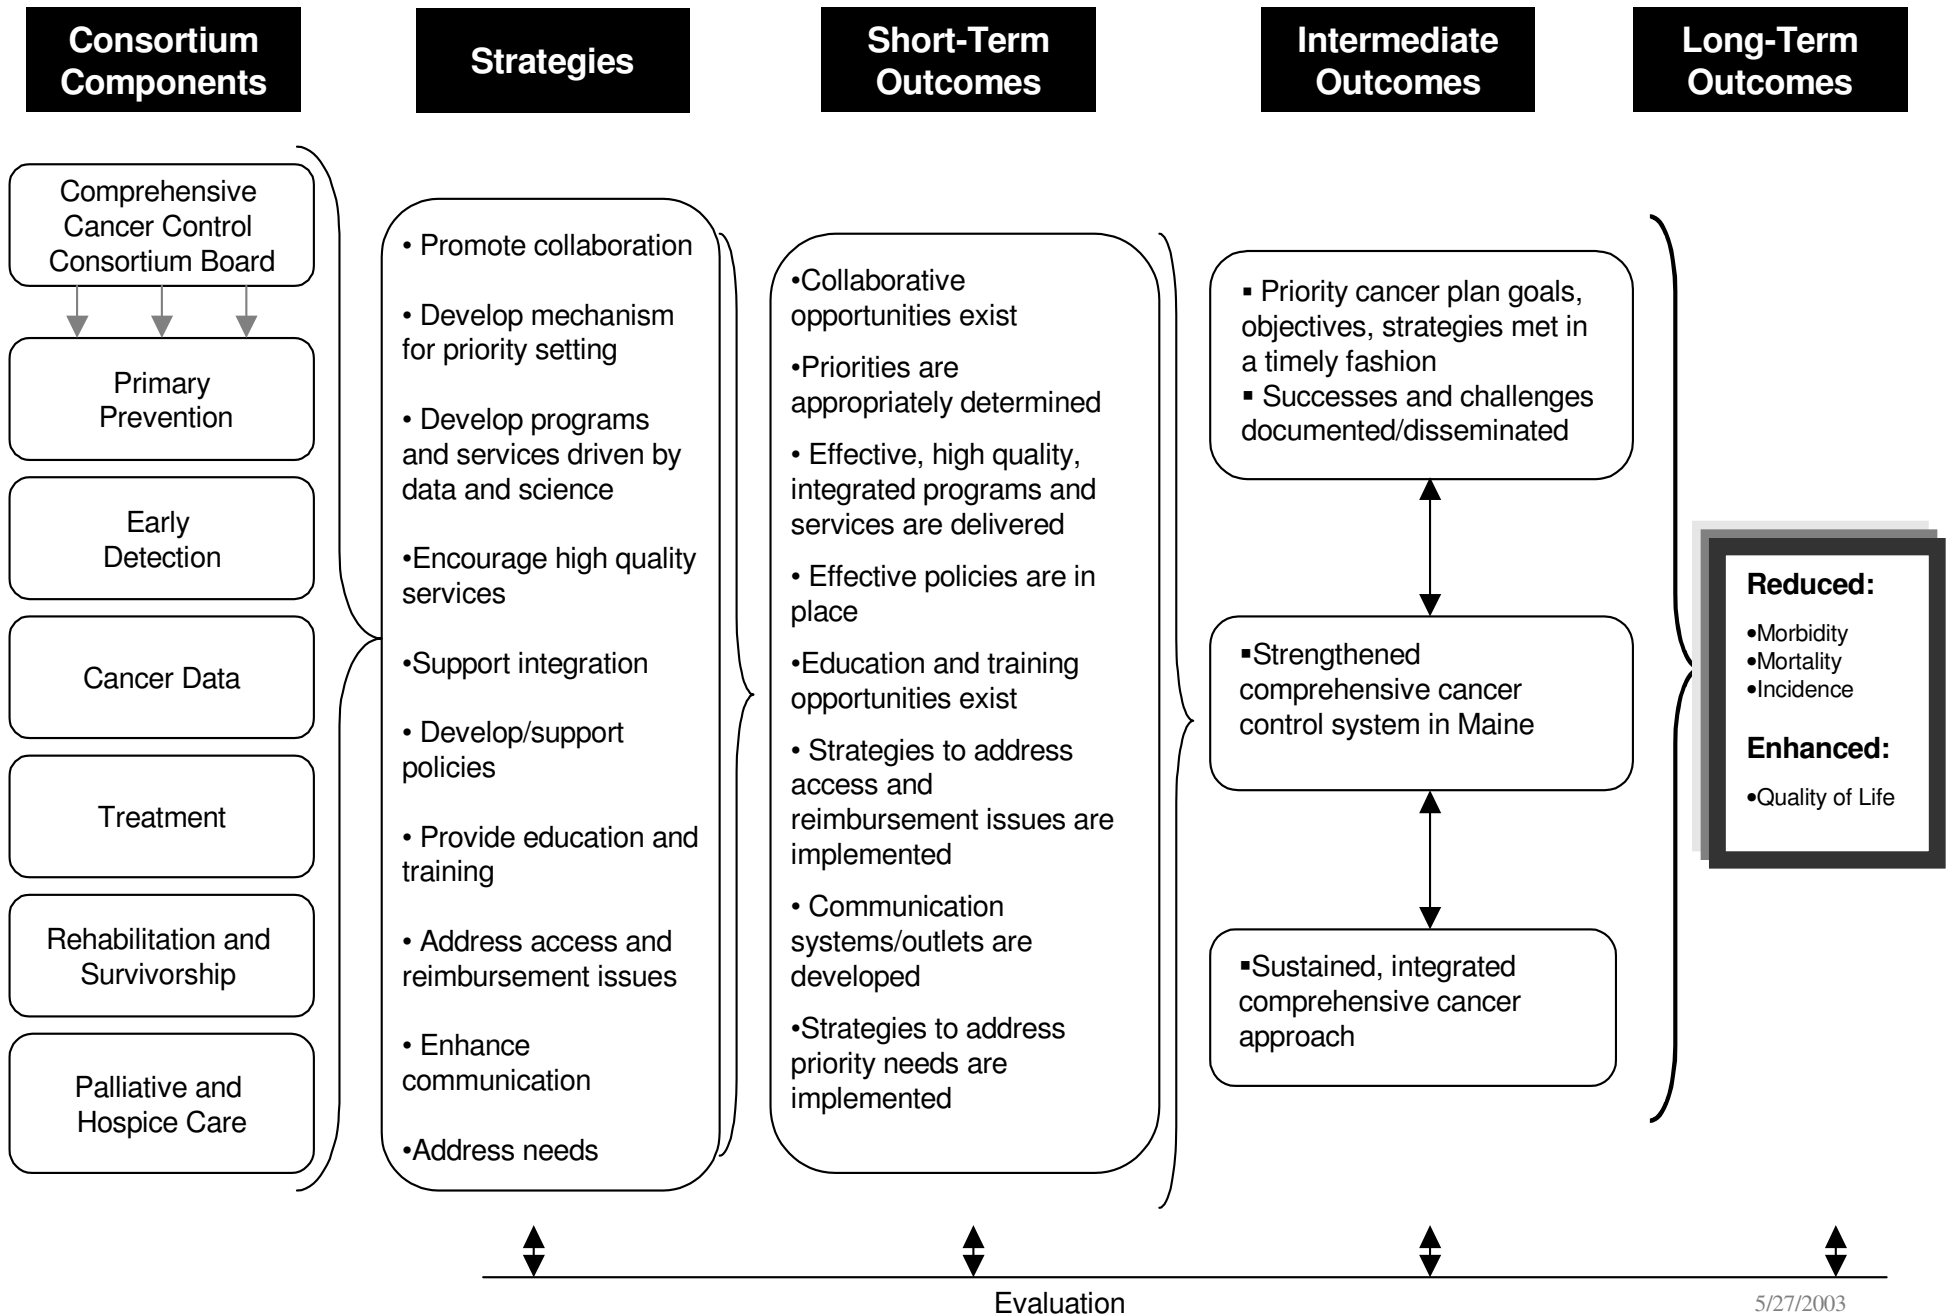 Consortium
Components
Strategies
Short-Term
Outcomes
Intermediate
Outcomes
Long-Term
Outcomes
Comprehensive
Cancer Control
Consortium Board
Primary
Prevention
Early
Detection
Cancer Data
Treatment
Rehabilitation and
Survivorship
Palliative and
Hospice Care
• Promote collaboration
• Develop mechanism
for priority setting
• Develop programs
and services driven by
data and science
•Encourage high quality
services
•Support integration
• Develop/support
policies
• Provide education and
training
• Address access and
reimbursement issues
• Enhance
communication
•Address needs
•Collaborative
opportunities exist
•Priorities are
appropriately determined
• Effective, high quality,
integrated programs and
services are delivered
• Effective policies are in
place
•Education and training
opportunities exist
• Strategies to address
access and
reimbursement issues are
implemented
• Communication
systems/outlets are
developed
•Strategies to address
priority needs are
implemented
▪ Priority cancer plan goals,
objectives, strategies met in
a timely fashion
▪ Successes and challenges
documented/disseminated
▪Strengthened
comprehensive cancer
control system in Maine
▪Sustained, integrated
comprehensive cancer
approach
Reduced:
•Morbidity
•Mortality
•Incidence
Enhanced:
•Quality of Life
Evaluation
5/27/2003